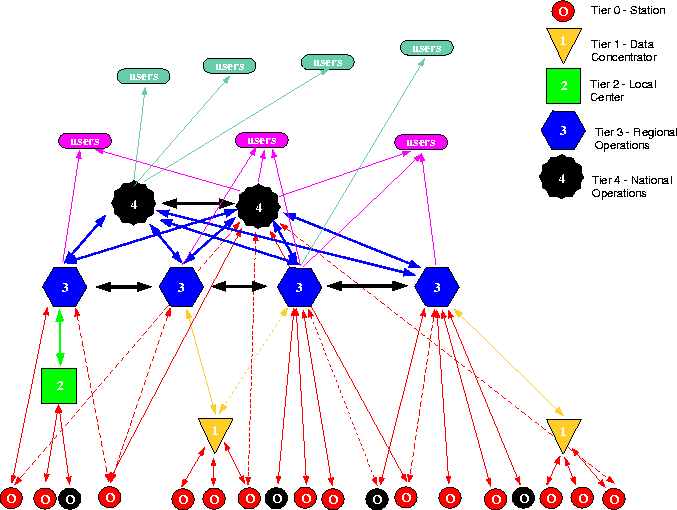 O Tier 0 - Station
1 Tier 1 - Data
Concentrator
2 Tier 2 - Local
Center
3 Tier 3 - Regional
Operations
4 Tier 4 - National
Operations
users users users users
users users users
4 4
3 3 3 3
2
1 1
O O O O O O O O O O O O O O O O O O O